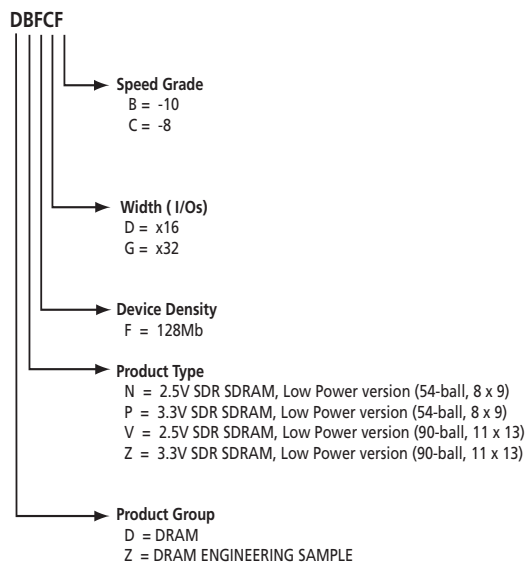 DBFCF
Speed Grade
B = -10
C = -8
Width ( I/Os)
D = x16
G = x32
Device Density
F = 128Mb
Product Type
N = 2.5V SDR SDRAM, Low Power version (54-ball, 8 x 9)
P = 3.3V SDR SDRAM, Low Power version (54-ball, 8 x 9)
V = 2.5V SDR SDRAM, Low Power version (90-ball, 11 x 13)
Z = 3.3V SDR SDRAM, Low Power version (90-ball, 11 x 13)
Product Group
D = DRAM
Z = DRAM ENGINEERING SAMPLE